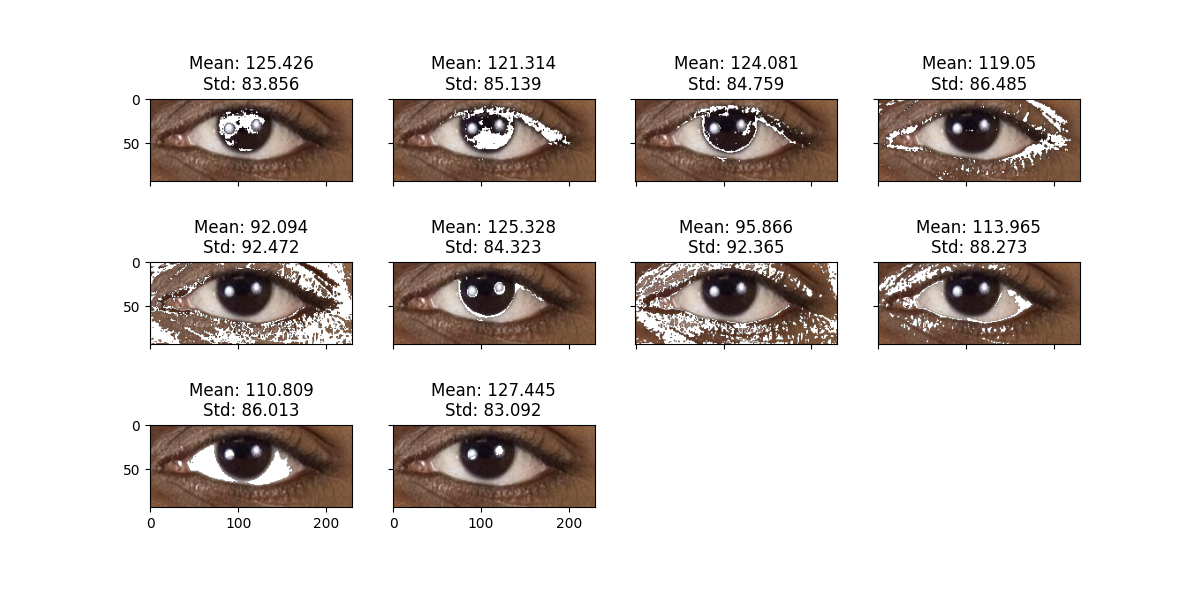 Mean: 125.426
Std: 83.856
Mean: 121.314
Std: 85.139
Mean: 124.081
Std: 84.759
Mean: 119.05
Std: 86.485
0
50
Mean: 92.094
Std: 92.472
Mean: 125.328
Std: 84.323
Mean: 95.866
Std: 92.365
Mean: 113.965
Std: 88.273
0
50
Mean: 110.809
Std: 86.013
Mean: 127.445
Std: 83.092
0
50
0 100 200
0 100 200